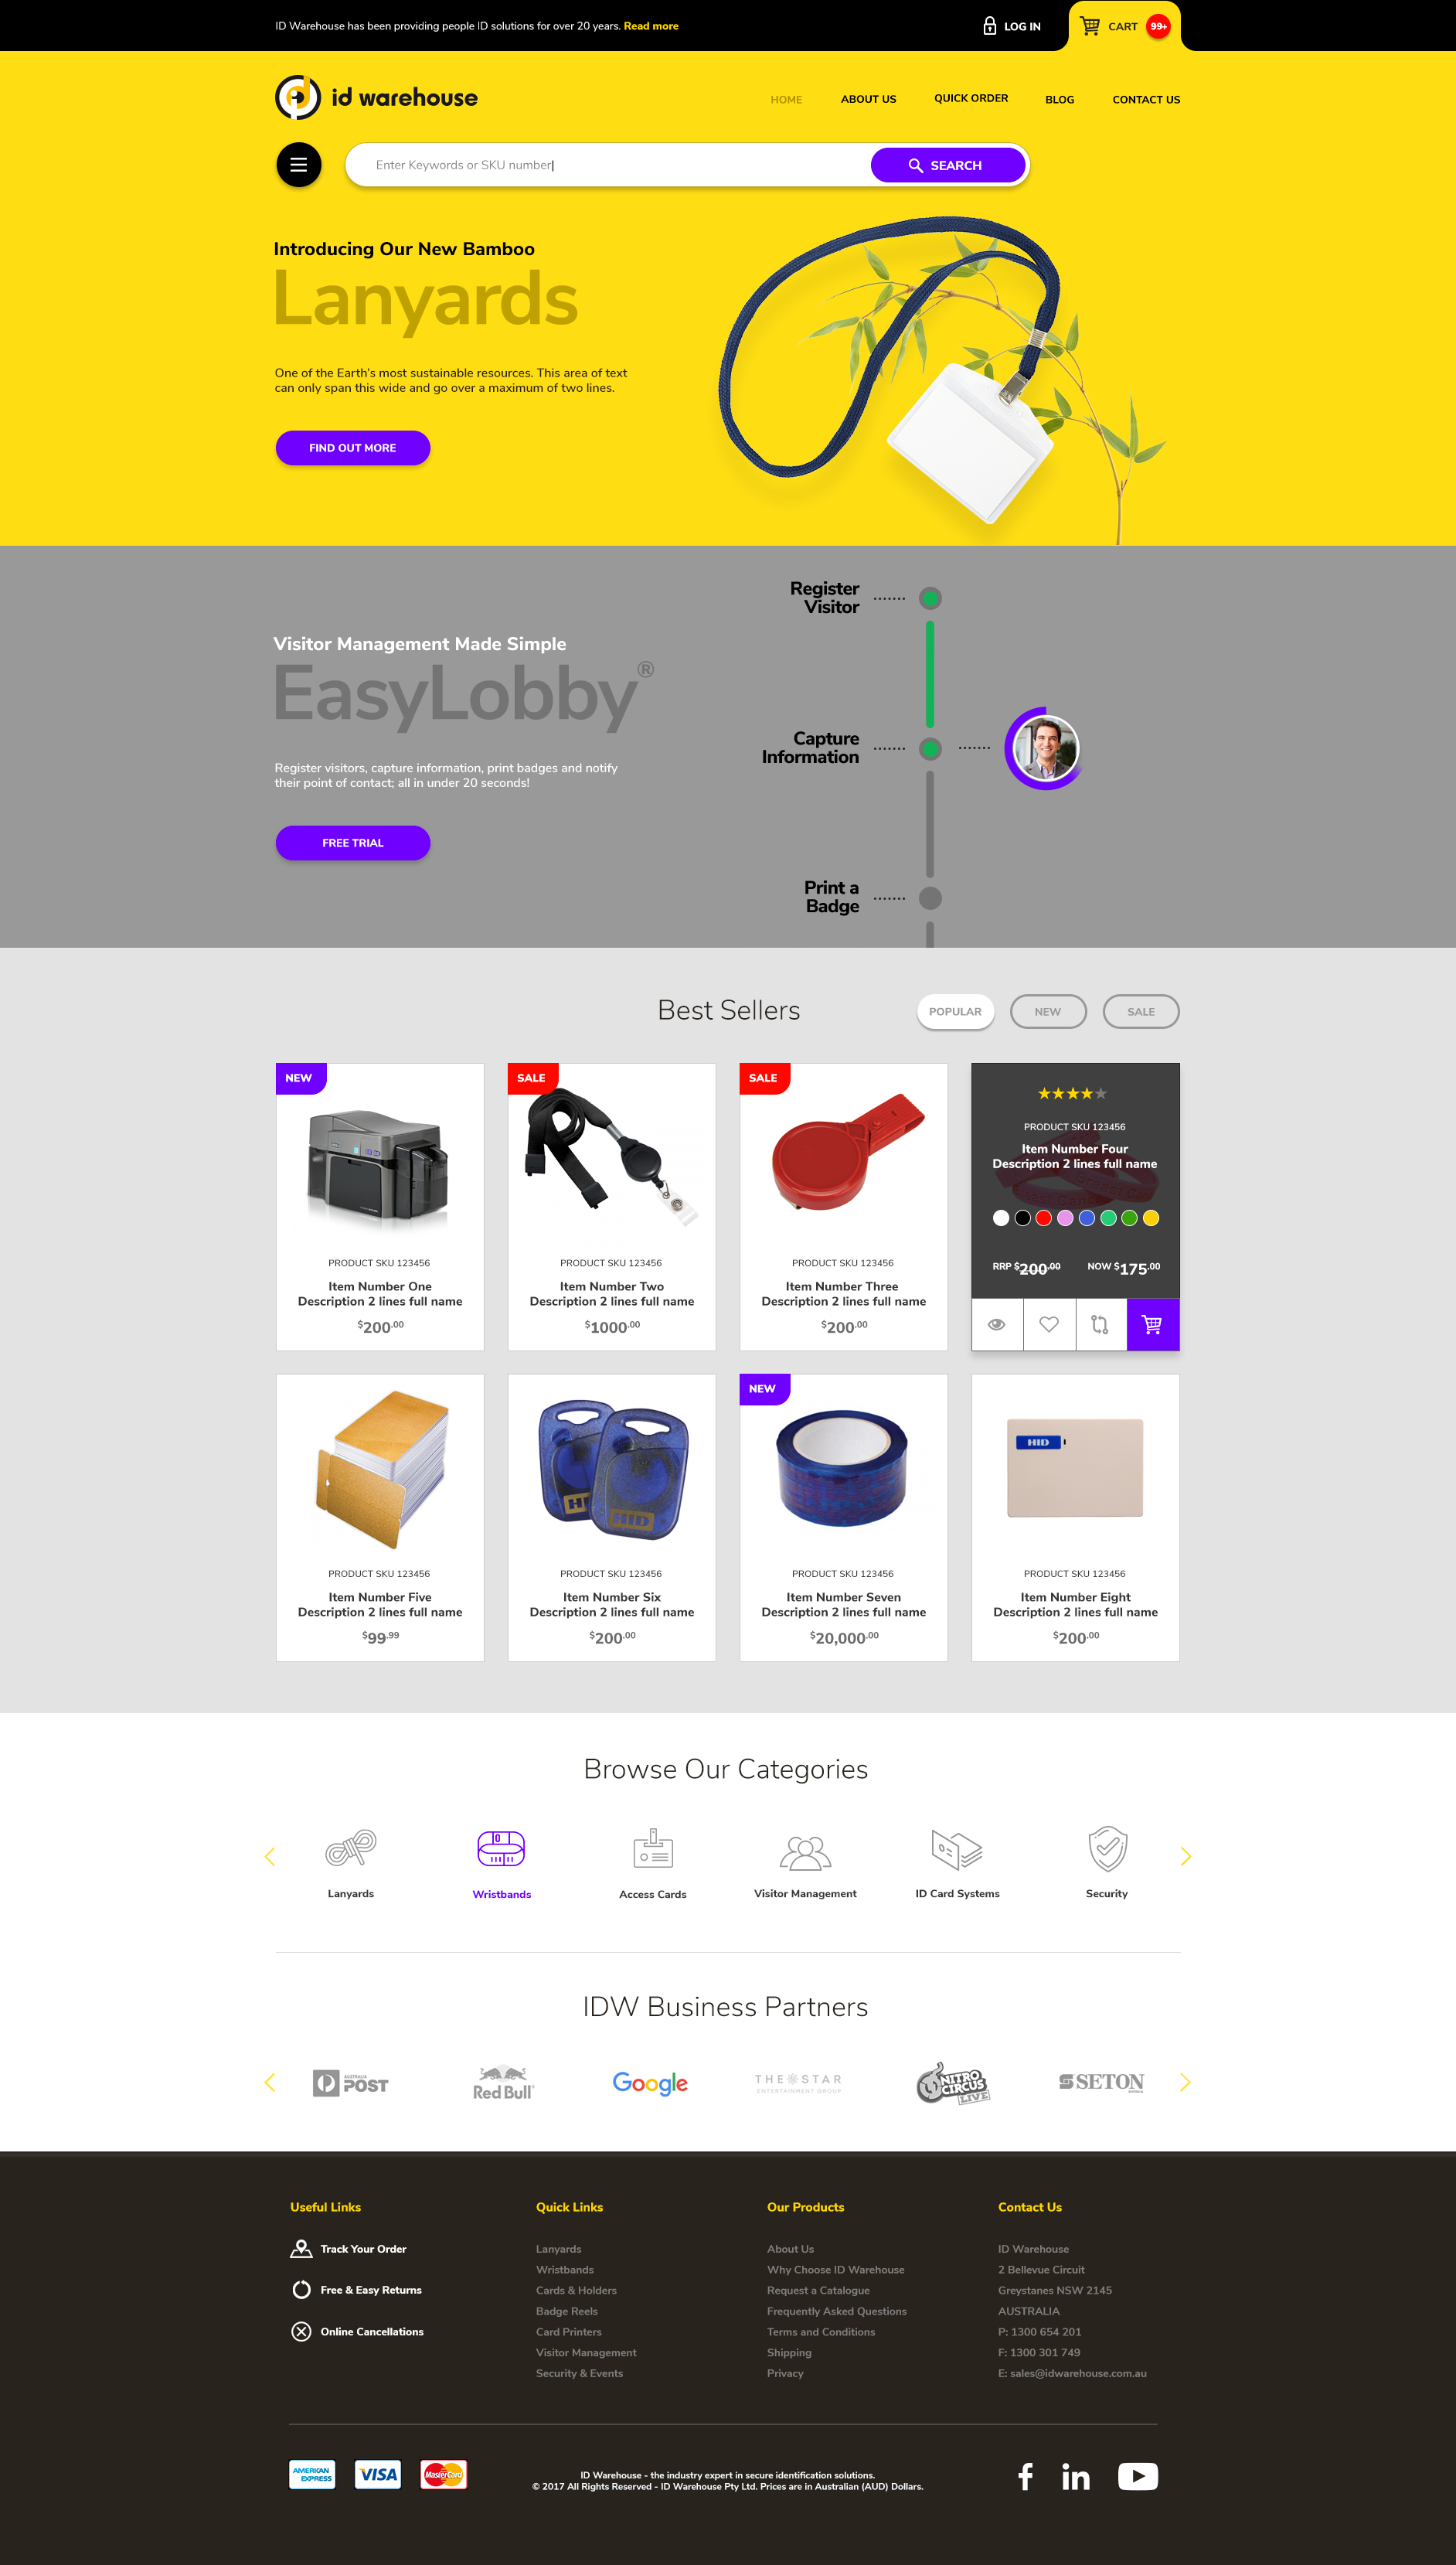 ID Warehouse has been providing people ID solutions for over 20 years. Read more
LOG IN
CART
99+
id warehouse
HOME
ABOUT US
QUICK ORDER
BLOG
CONTACT US
Enter Keywords or SKU number
SEARCH
Introducing Our New Bamboo
Lanyards
One of the Earth's most sustainable resources. This area of text
can only span this wide and go over a maximum of two lines.
FIND OUT MORE
Register
Visitor
Visitor Management Made Simple
EasyLobby®
Capture
Information
Register visitors, capture information, print badges and notify
their point of contact; all in under 20 seconds!
FREE TRIAL
Print a
Badge
Best Sellers
POPULAR
NEW
SALE
NEW
PRODUCT SKU 123456
Item Number One
Description 2 lines full name
$200.00
SALE
PRODUCT SKU 123456
Item Number Two
Description 2 lines full name
$1000.00
SALE
PRODUCT SKU 123456
Item Number Three
Description 2 lines full name
$200.00
PRODUCT SKU 123456
Item Number Four
Description 2 lines full name
RRP $200.00
NOW $175.00
PRODUCT SKU 123456
Item Number Five
Description 2 lines full name
$99.99
HID
PRODUCT SKU 123456
Item Number Six
Description 2 lines full name
$200.00
NEW
PRODUCT SKU 123456
Item Number Seven
Description 2 lines full name
$20,000.00
HID
PRODUCT SKU 123456
Item Number Eight
Description 2 lines full name
$200.00
Browse Our Categories
Lanyards
Wristbands
Access Cards
Visitor Management
ID Card Systems
Security
IDW Business Partners
AUSTRALIA
POST
Red Bull
Google
THE STAR
ENTERTAINMENT GROUP
NITRO
CIRCUS
LIVE
SETON
Useful Links
Track Your Order
Free & Easy Returns
Online Cancellations
Quick Links
Lanyards
Wristbands
Cards & Holders
Badge Reels
Card Printers
Visitor Management
Security & Events
Our Products
About Us
Why Choose ID Warehouse
Request a Catalogue
Frequently Asked Questions
Terms and Conditions
Shipping
Privacy
Contact Us
ID Warehouse
2 Bellevue Circuit
Greystanes NSW 2145
AUSTRALIA
P: 1300 654 201
F: 1300 301 749
E: sales@idwarehouse.com.au
AMERICAN
EXPRESS
VISA
MasterCard
ID Warehouse - the industry expert in secure identification solutions.
© 2017 All Rights Reserved - ID Warehouse Pty Ltd. Prices are in Australian (AUD) Dollars.
f
in